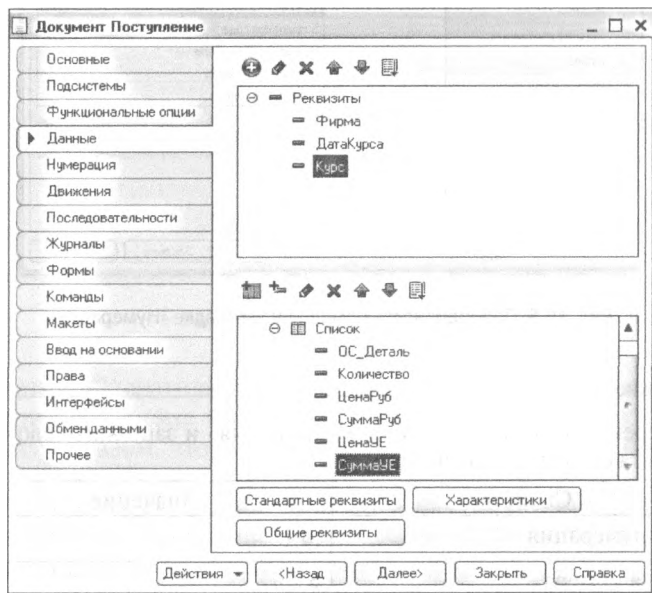 Документ Поступление
Основные
Подсистемы
Функциональные опции
Данные
Нумерация
Движения
Последовательности
Журналы
Формы
Команды
Макеты
Ввод на основании
Права
Интерфейсы
Обмен данными
Прочее
Реквизиты
Фирма
ДатаКурса
Курс
Список
ОС_Деталь
Количество
ЦенаРуб
СуммаРуб
ЦенаУЕ
СуммаУЕ
Стандартные реквизиты
Характеристики
Общие реквизиты
Действия
<Назад
Далее>
Закрыть
Справка